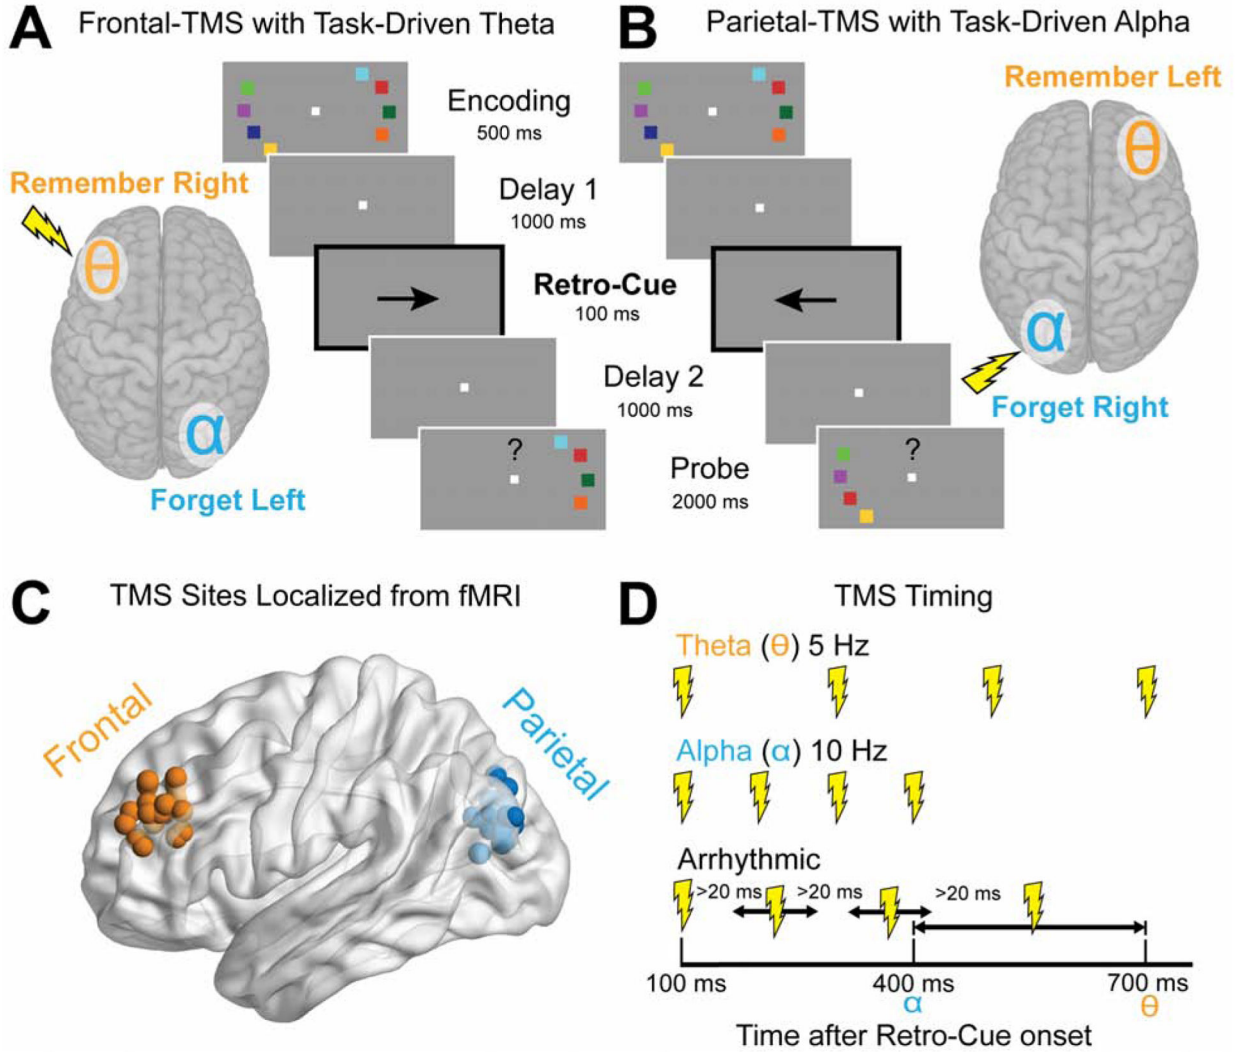 A Frontal-TMS with Task-Driven Theta
Encoding
500 ms
Remember Right
θ
Delay 1
1000 ms
Retro-Cue
100 ms
Delay 2
1000 ms
α
Forget Left
?
Probe
2000 ms
B Parietal-TMS with Task-Driven Alpha
Remember Left
θ
α
Forget Right
?
C TMS Sites Localized from fMRI
Frontal
Parietal
D TMS Timing
Theta (θ) 5 Hz
Alpha (α) 10 Hz
Arrhythmic
>20 ms >20 ms >20 ms
100 ms 400 ms 700 ms
α θ
Time after Retro-Cue onset